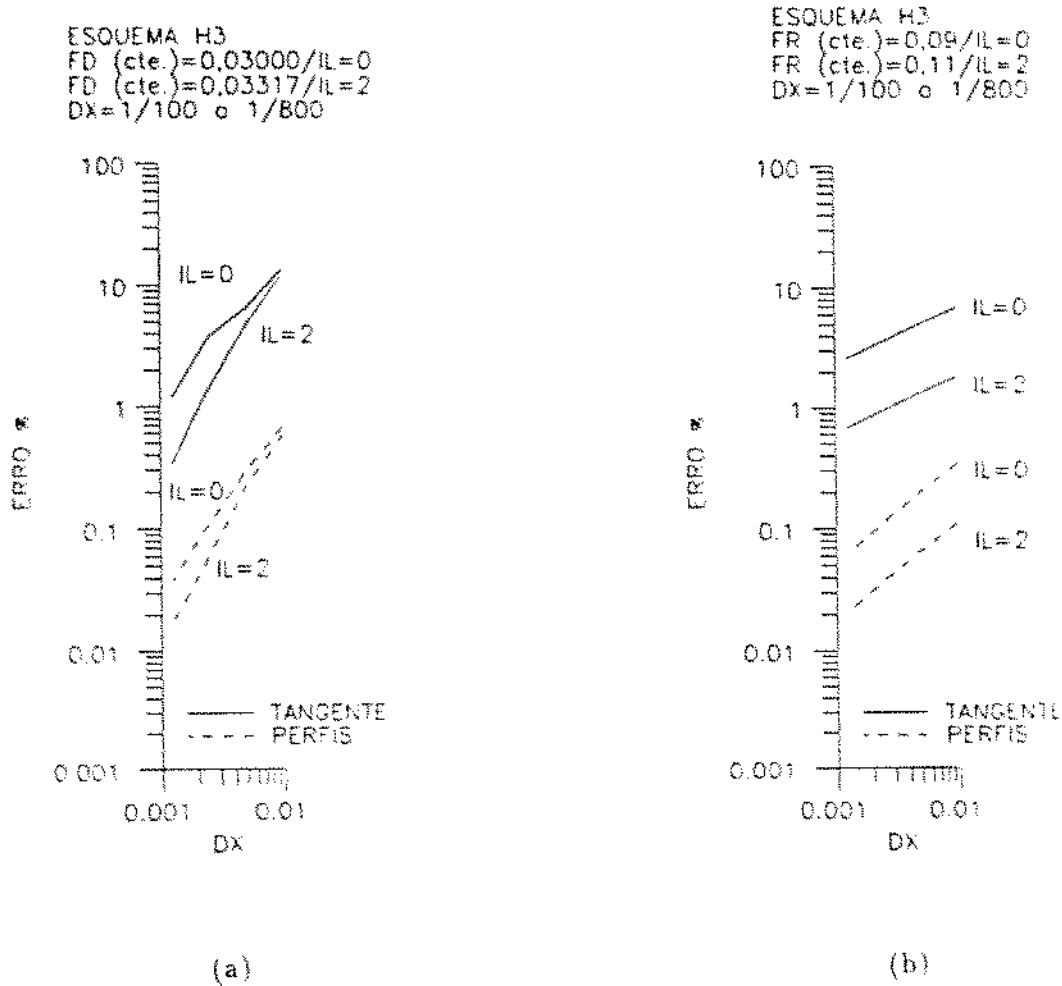 ESQUEMA H3
FD (cte.)=0,03000/IL=0
FD (cte.)=0,03317/IL=2
DX=1/100 a 1/800
100
10
1
0.1
0.01
0.001
ERRO %
IL=0
IL=2
IL=0
IL=2
TANGENTE
PERFIS
0.001
0.01
DX
(a)
ESQUEMA H3
FR (cte.)=0,09/IL=0
FR (cte.)=0,11/IL=2
DX=1/100 a 1/800
100
10
1
0.1
0.01
0.001
ERRO %
IL=0
IL=2
IL=0
IL=2
TANGENTE
PERFIS
0.001
0.01
DX
(b)